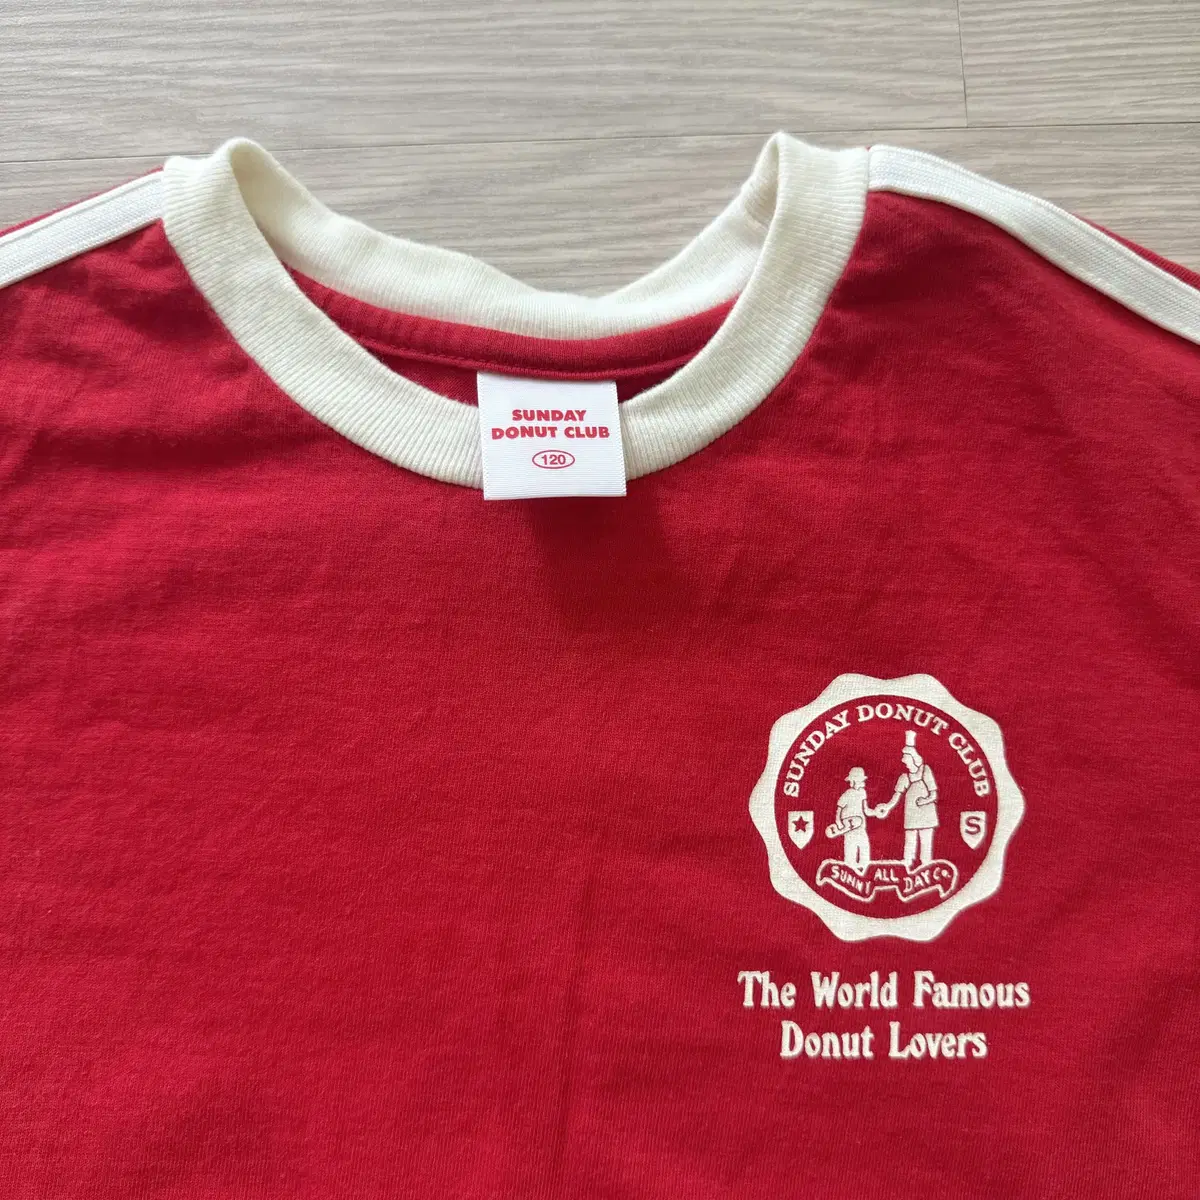 SUNDAY
DONUT CLUB
120
SUNDAY DONUT CLUB
S
SUNNY ALL DAY Co.
The World Famous
Donut Lovers